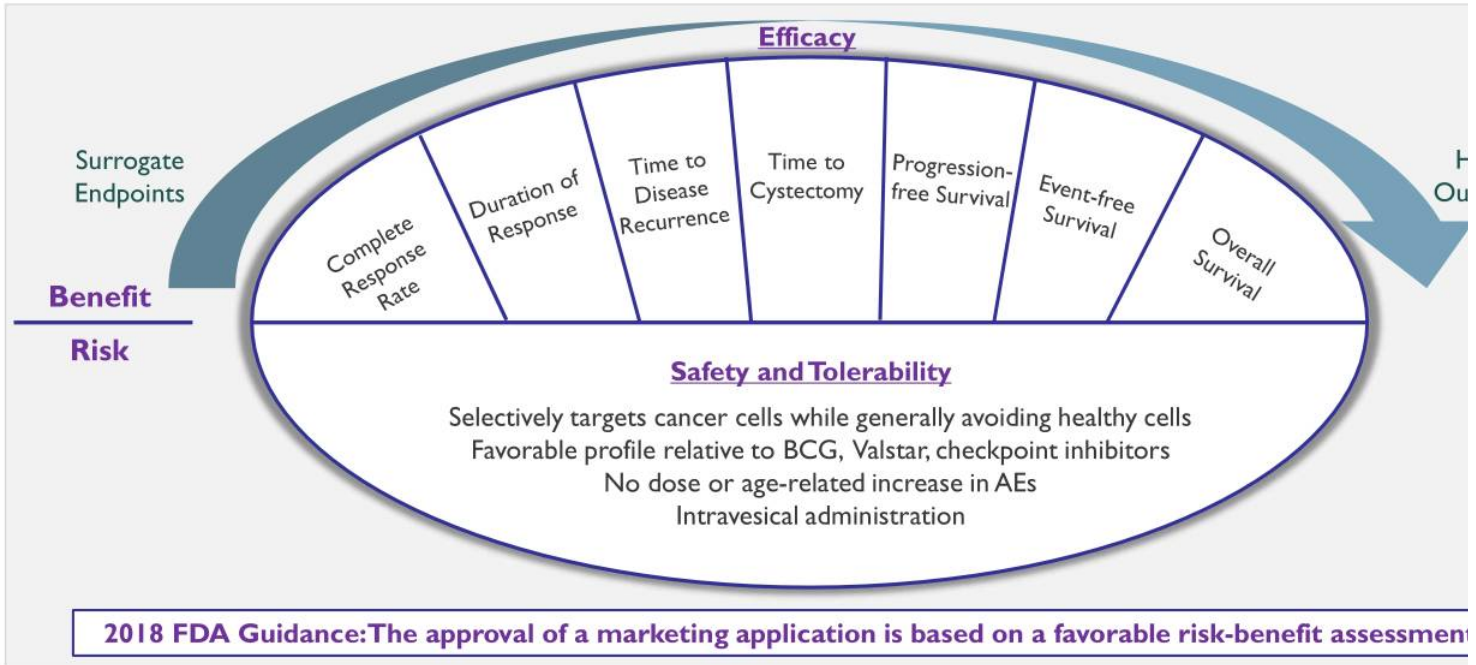 Efficacy
Surrogate
Endpoints
Complete
Response
Rate
Duration of
Response
Time to
Disease
Recurrence
Time to
Cystectomy
Progression-
free Survival
Event-free
Survival
Overall
Survival
Benefit
Risk
Safety and Tolerability
Selectively targets cancer cells while generally avoiding healthy cells
Favorable profile relative to BCG, Valstar, checkpoint inhibitors
No dose or age-related increase in AEs
Intravesical administration
2018 FDA Guidance: The approval of a marketing application is based on a favorable risk-benefit assessment